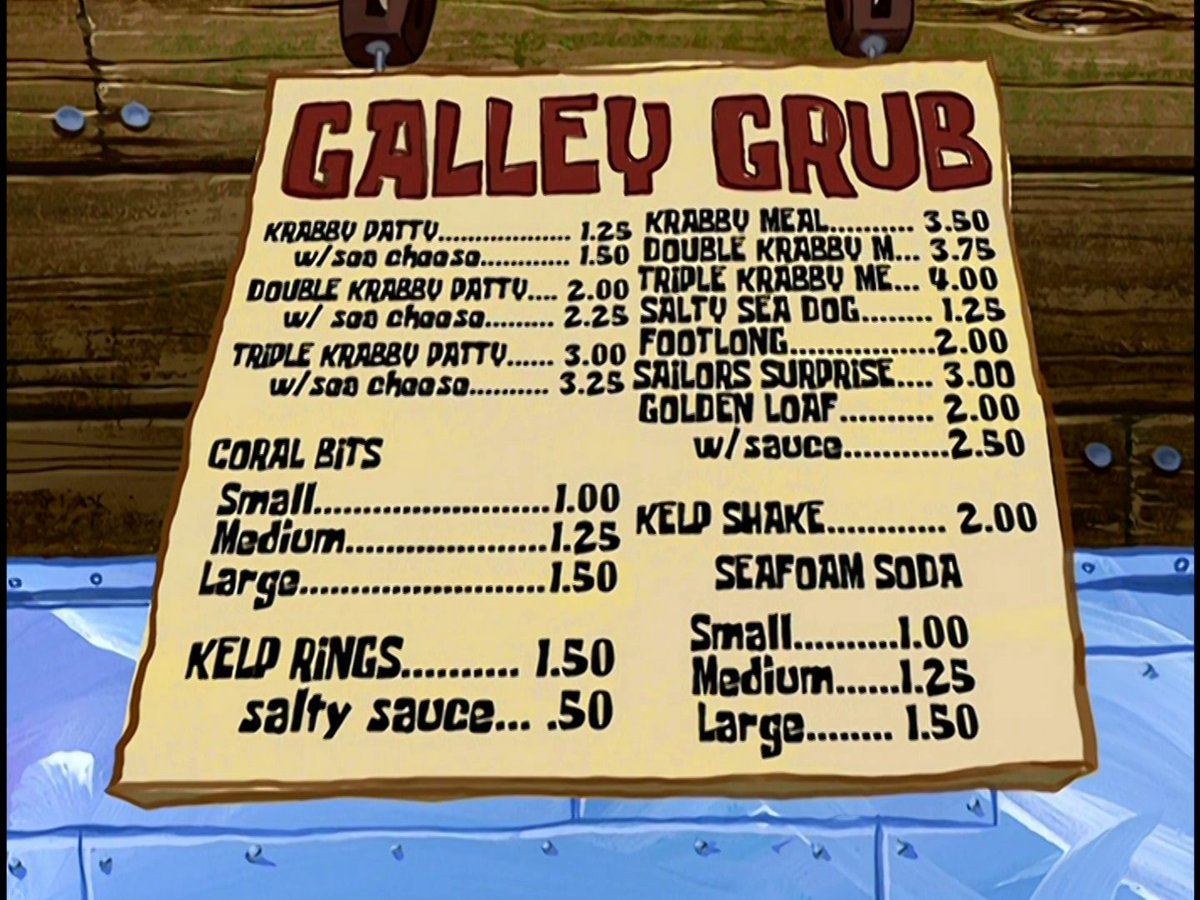 GALLEY GRUB
KRABBY PATTY.................. 1.25
w/sea cheese............ 1.50
DOUBLE KRABBY PATTY.... 2.00
w/ sea cheese......... 2.25
TRIPLE KRABBY PATTY...... 3.00
w/sea cheese.......... 3.25
CORAL BITS
Small.......................1.00
Medium....................1.25
Large........................1.50
KELP RINGS.......... 1.50
salty sauce... .50
KRABBY MEAL.......... 3.50
DOUBLE KRABBY M... 3.75
TRIPLE KRABBY ME... 4.00
SALTY SEA DOG........ 1.25
FOOTLONG................2.00
SAILORS SURPRISE.... 3.00
GOLDEN LOAF.......... 2.00
w/sauce............2.50
KELP SHAKE............ 2.00
SEAFOAM SODA
Small..........1.00
Medium......1.25
Large........ 1.50